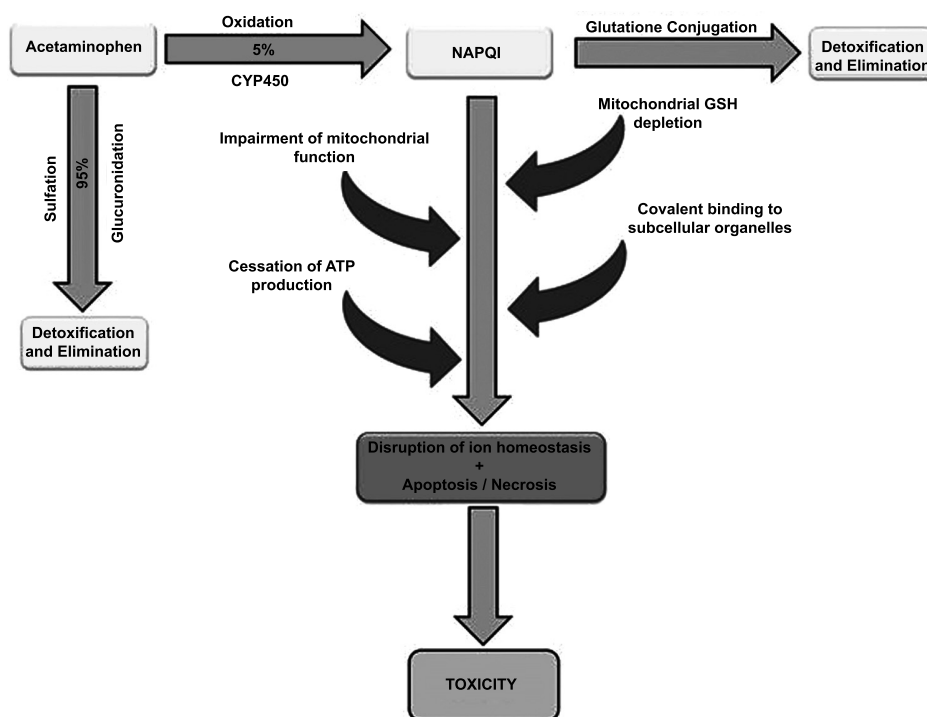 Oxidation
Glutatione Conjugation
Acetaminophen
5%
NAPQI
Detoxification
and Elimination
CYP450
Mitochondrial GSH
depletion
Impairment of mitochondrial
function
Sulfation
95%
Glucuronidation
Covalent binding to
subcellular organelles
Cessation of ATP
production
Detoxification
and Elimination
Disruption of ion homeostasis
+
Apoptosis / Necrosis
TOXICITY